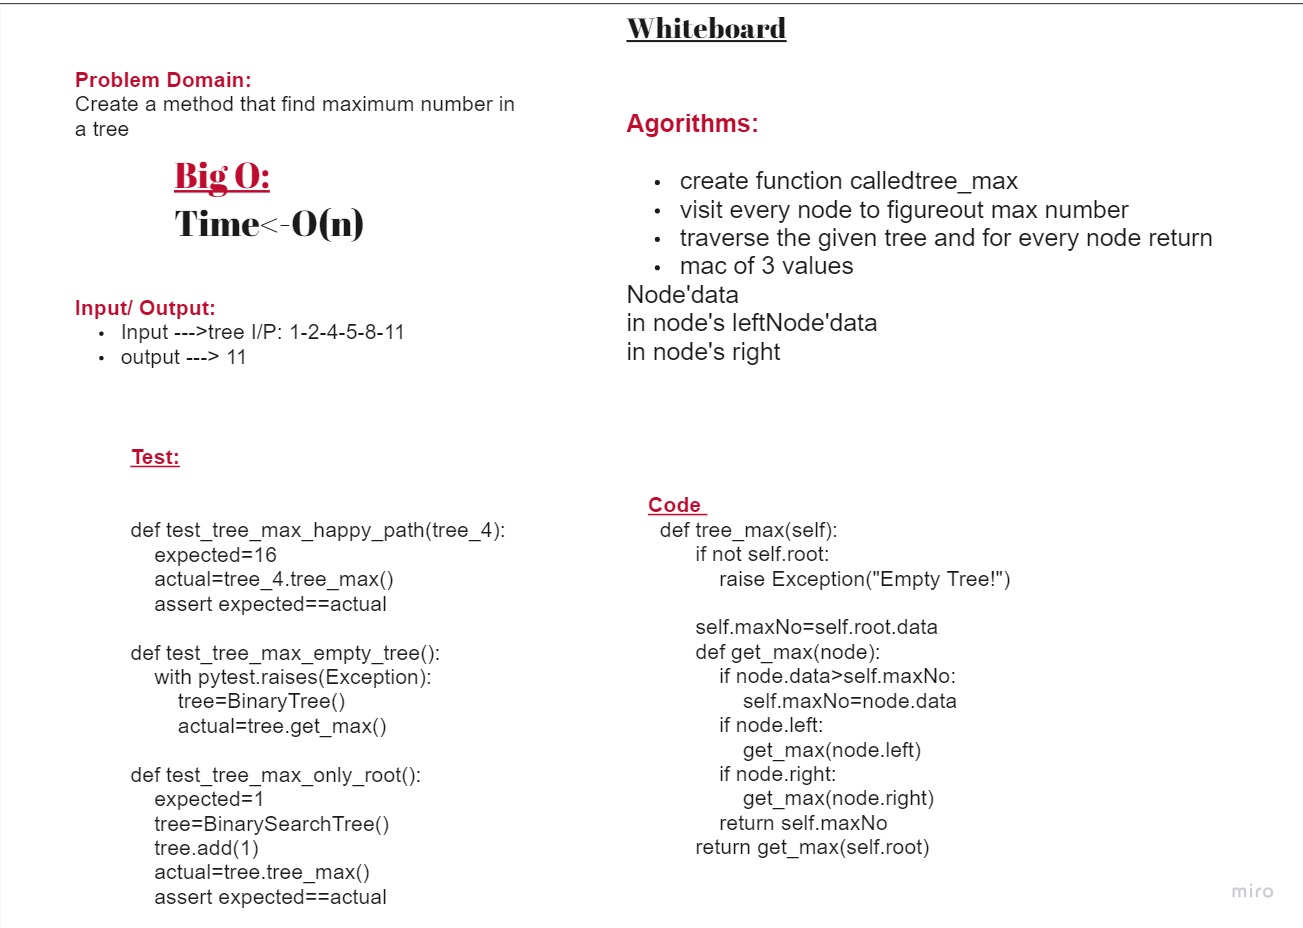 Whiteboard
Problem Domain:
Create a method that find maximum number in
a tree
Big O:
Time<-O(n)
Input/ Output:
• Input --->tree I/P: 1-2-4-5-8-11
• output ---> 11
Agorithms:
• create function calledtree_max
• visit every node to figureout max number
• traverse the given tree and for every node return
• mac of 3 values
Node'data
in node's leftNode'data
in node's right
Test:
def test_tree_max_happy_path(tree_4):
    expected=16
    actual=tree_4.tree_max()
    assert expected==actual
def test_tree_max_empty_tree():
    with pytest.raises(Exception):
        tree=BinaryTree()
        actual=tree.get_max()
def test_tree_max_only_root():
    expected=1
    tree=BinarySearchTree()
    tree.add(1)
    actual=tree.tree_max()
    assert expected==actual
Code
def tree_max(self):
    if not self.root:
        raise Exception("Empty Tree!")
    self.maxNo=self.root.data
    def get_max(node):
        if node.data>self.maxNo:
            self.maxNo=node.data
        if node.left:
            get_max(node.left)
        if node.right:
            get_max(node.right)
        return self.maxNo
    return get_max(self.root)
miro